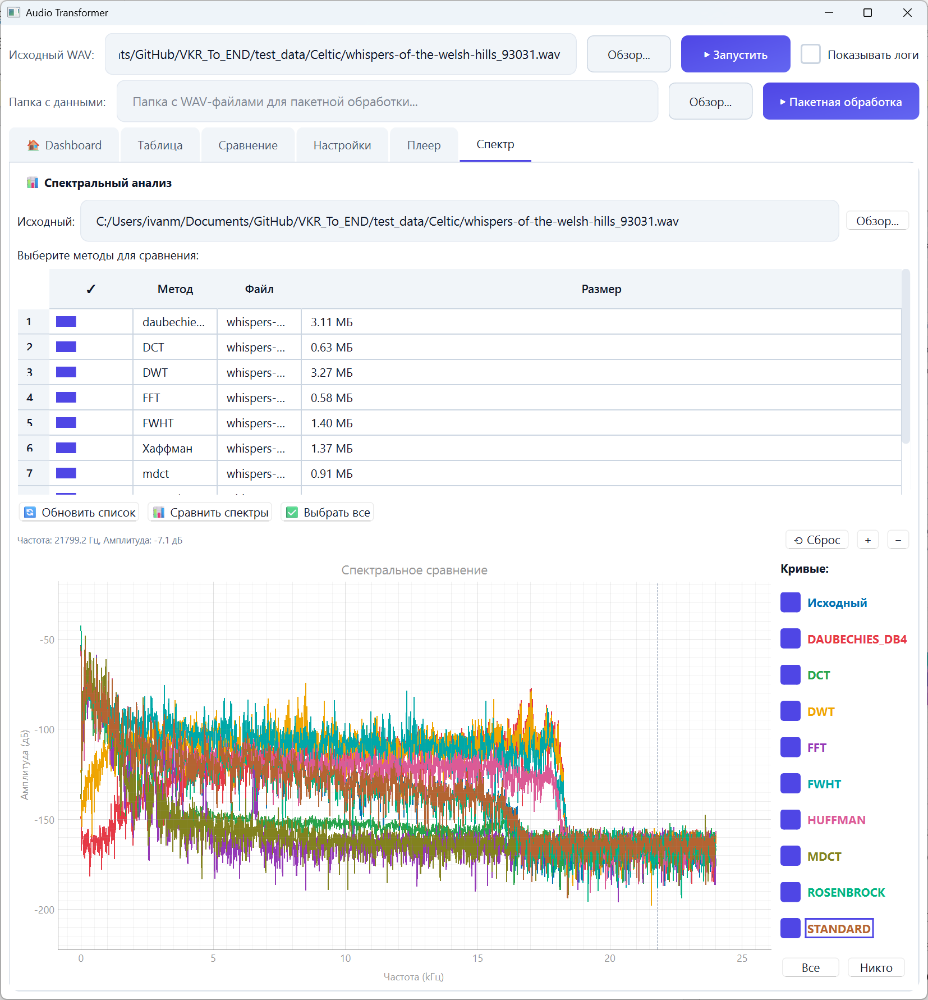 Audio Transformer
Исходный WAV: ıts/GitHub/VKR_To_END/test_data/Celtic/whispers-of-the-welsh-hills_93031.wav Обзор... ▶ Запустить Показывать логи
Папка с данными: Папка с WAV-файлами для пакетной обработки... Обзор... ▶ Пакетная обработка
Dashboard Таблица Сравнение Настройки Плеер Спектр
Спектральный анализ
Исходный: C:/Users/ivanm/Documents/GitHub/VKR_To_END/test_data/Celtic/whispers-of-the-welsh-hills_93031.wav Обзор...
Выберите методы для сравнения:
✓ Метод Файл Размер
1 daubechie... whispers-... 3.11 МБ
2 DCT whispers-... 0.63 МБ
3 DWT whispers-... 3.27 МБ
4 FFT whispers-... 0.58 МБ
5 FWHT whispers-... 1.40 МБ
6 Хаффман whispers-... 1.37 МБ
7 mdct whispers-... 0.91 МБ
Обновить список Сравнить спектры Выбрать все
Частота: 21799.2 Гц, Амплитуда: -7.1 дБ
⟲ Сброс + −
Спектральное сравнение
Амплитуда (дБ)
-50
-100
-150
-200
0 5 10 15 20 25
Частота (kГц)
Кривые:
Исходный
DAUBECHIES_DB4
DCT
DWT
FFT
FWHT
HUFFMAN
MDCT
ROSENBROCK
STANDARD
Все Никто